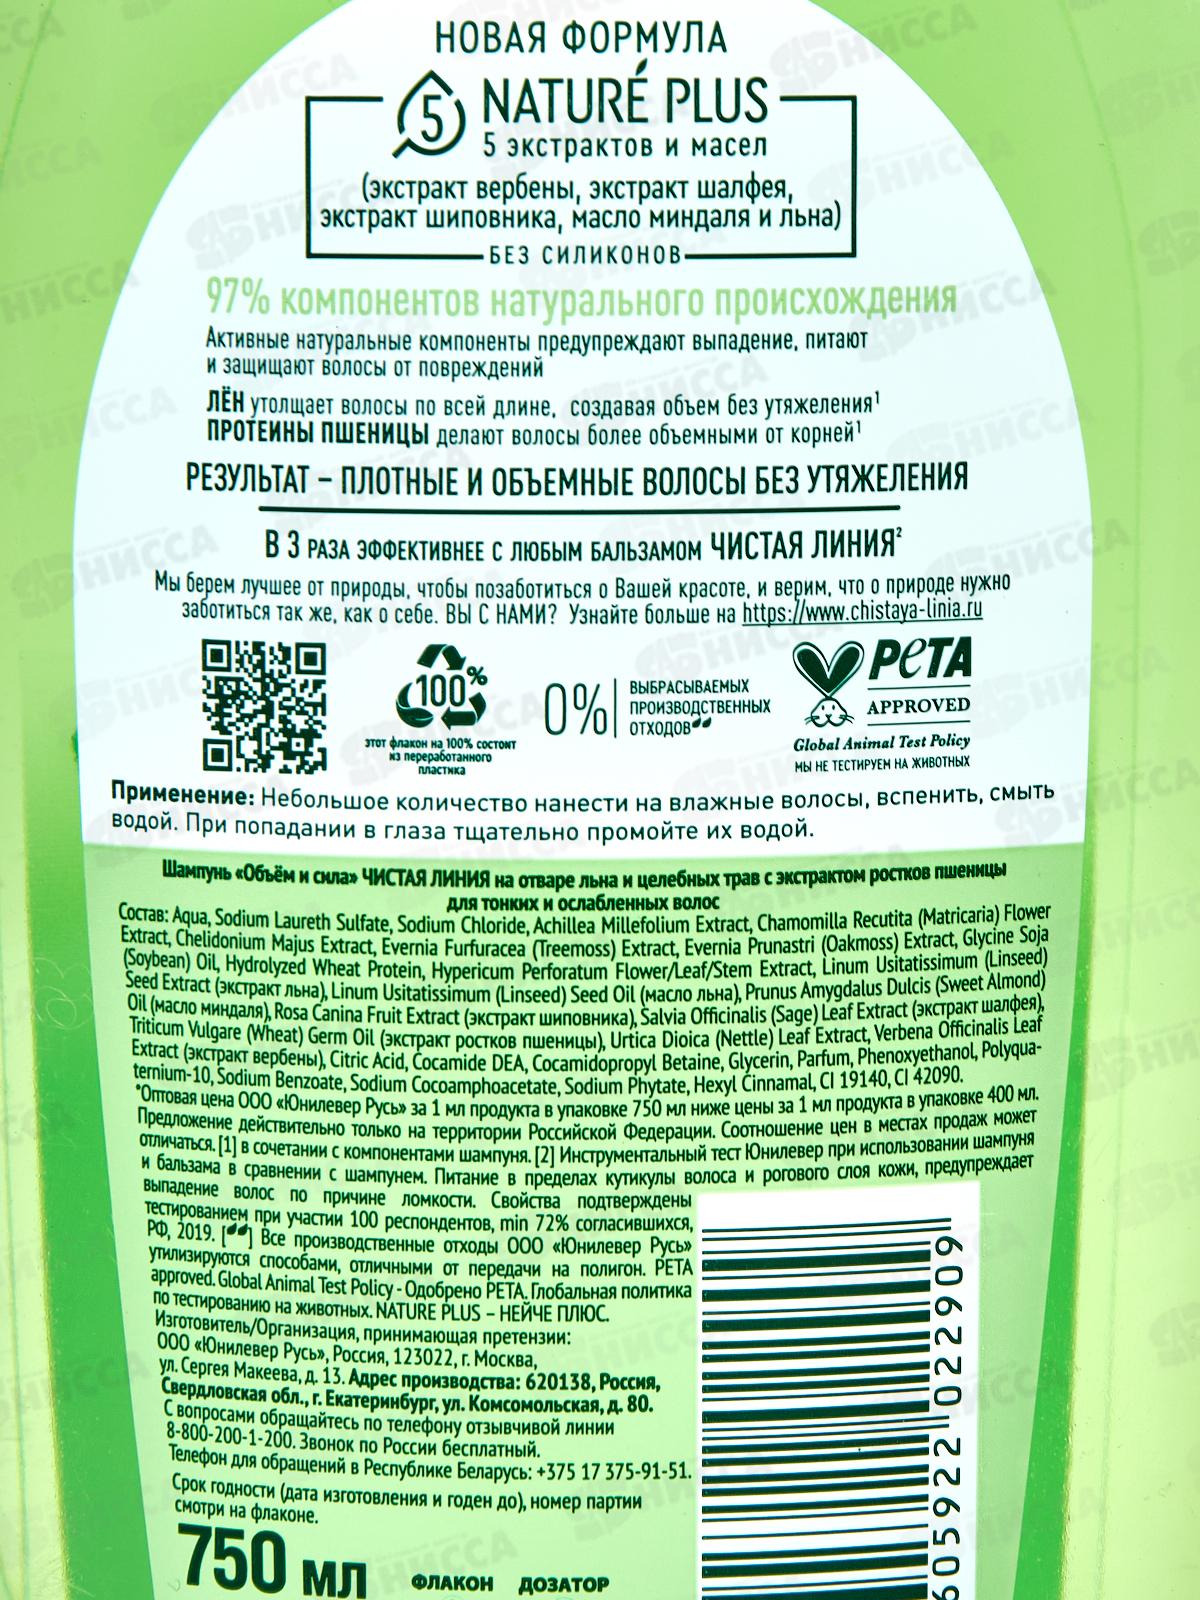 НОВАЯ ФОРМУЛА
5 NATURÉ PLUS
5 экстрактов и масел
(экстракт вербены, экстракт шалфея,
экстракт шиповника, масло миндаля и льна)
БЕЗ СИЛИКОНОВ
97% компонентов натурального происхождения
Активные натуральные компоненты предупреждают выпадение, питают
и защищают волосы от повреждений
ЛЁН утолщает волосы по всей длине, создавая объем без утяжеления¹
ПРОТЕИНЫ ПШЕНИЦЫ делают волосы более объемными от корней¹
РЕЗУЛЬТАТ – ПЛОТНЫЕ И ОБЪЕМНЫЕ ВОЛОСЫ БЕЗ УТЯЖЕЛЕНИЯ
В 3 РАЗА ЭФФЕКТИВНЕЕ С ЛЮБЫМ БАЛЬЗАМОМ ЧИСТАЯ ЛИНИЯ²
Мы берем лучшее от природы, чтобы позаботиться о Вашей красоте, и верим, что о природе нужно
заботиться так же, как о себе. ВЫ С НАМИ? Узнайте больше на https://www.chistaya-linia.ru
100%
этот флакон на 100% состоит
из переработанного
пластика
0% ВЫБРАСЫВАЕМЫХ
ПРОИЗВОДСТВЕННЫХ
ОТХОДОВ
PETA
APPROVED
Global Animal Test Policy
МЫ НЕ ТЕСТИРУЕМ НА ЖИВОТНЫХ
Применение: Небольшое количество нанести на влажные волосы, вспенить, смыть
водой. При попадании в глаза тщательно промойте их водой.
Шампунь «Объём и сила» ЧИСТАЯ ЛИНИЯ на отваре льна и целебных трав с экстрактом ростков пшеницы
для тонких и ослабленных волос
Состав: Aqua, Sodium Laureth Sulfate, Sodium Chloride, Achillea Millefolium Extract, Chamomilla Recutita (Matricaria) Flower
Extract, Chelidonium Majus Extract, Evernia Furfuracea (Treemoss) Extract, Evernia Prunastri (Oakmoss) Extract, Glycine Soja
(Soybean) Oil, Hydrolyzed Wheat Protein, Hypericum Perforatum Flower/Leaf/Stem Extract, Linum Usitatissimum (Linseed)
Seed Extract (экстракт льна), Linum Usitatissimum (Linseed) Seed Oil (масло льна), Prunus Amygdalus Dulcis (Sweet Almond)
Oil (масло миндаля), Rosa Canina Fruit Extract (экстракт шиповника), Salvia Officinalis (Sage) Leaf Extract (экстракт шалфея),
Triticum Vulgare (Wheat) Germ Oil (экстракт ростков пшеницы), Urtica Dioica (Nettle) Leaf Extract, Verbena Officinalis Leaf
Extract (экстракт вербены), Citric Acid, Cocamide DEA, Cocamidopropyl Betaine, Glycerin, Parfum, Phenoxyethanol, Polyqua-
ternium-10, Sodium Benzoate, Sodium Cocoamphoacetate, Sodium Phytate, Hexyl Cinnamal, CI 19140, CI 42090.
*Оптовая цена ООО «Юнилевер Русь» за 1 мл продукта в упаковке 750 мл ниже цены за 1 мл продукта в упаковке 400 мл.
Предложение действительно только на территории Российской Федерации. Соотношение цен в местах продаж может
отличаться. [1] в сочетании с компонентами шампуня. [2] Инструментальный тест Юнилевер при использовании шампуня
и бальзама в сравнении с шампунем. Питание в пределах кутикулы волоса и рогового слоя кожи, предупреждает
выпадение волос по причине ломкости. Свойства подтверждены
тестированием при участии 100 респондентов, min 72% согласившихся,
РФ, 2019. [ ] Все производственные отходы ООО «Юнилевер Русь»
утилизируются способами, отличными от передачи на полигон. PETA
approved. Global Animal Test Policy - Одобрено PETA. Глобальная политика
по тестированию на животных. NATURE PLUS – НЕЙЧЕ ПЛЮС.
Изготовитель/Организация, принимающая претензии:
ООО «Юнилевер Русь», Россия, 123022, г. Москва,
ул. Сергея Макеева, д. 13. Адрес производства: 620138, Россия,
Свердловская обл., г. Екатеринбург, ул. Комсомольская, д. 80.
С вопросами обращайтесь по телефону отзывчивой линии
8-800-200-1-200. Звонок по России бесплатный.
Телефон для обращений в Республике Беларусь: +375 17 375-91-51.
Срок годности (дата изготовления и годен до), номер партии
смотри на флаконе.
750 мл
ФЛАКОН ДОЗАТОР
605922 022909
НИССА